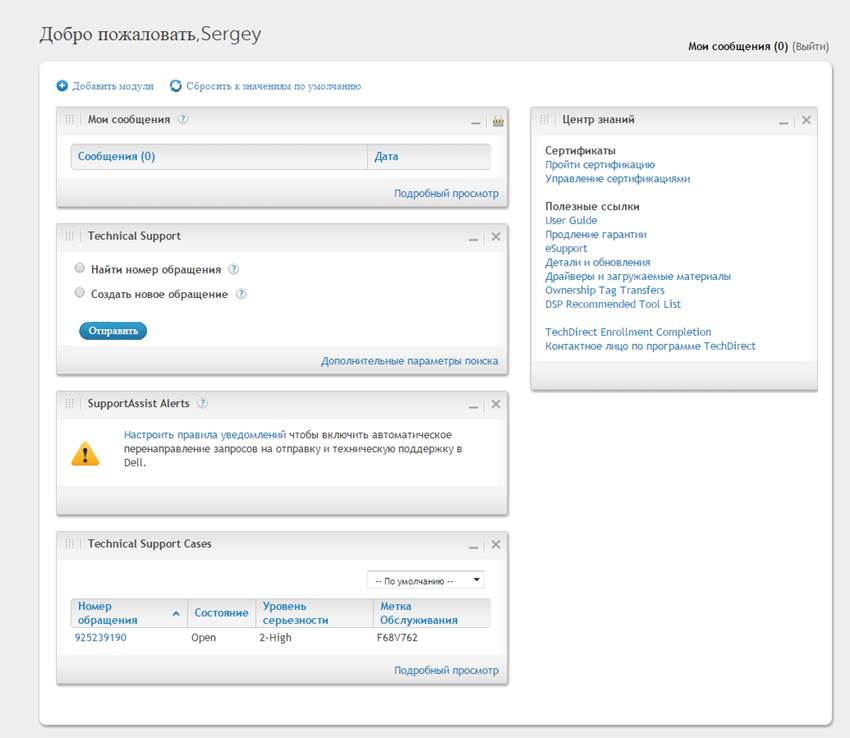 Добро пожаловать,Sergey
Мои сообщения (0) (Выйти)
Добавить модули
Сбросить к значениям по умолчанию
Мои сообщения
Сообщения (0) Дата
Подробный просмотр
Technical Support
Найти номер обращения
Создать новое обращение
Отправить
Дополнительные параметры поиска
SupportAssist Alerts
Настроить правила уведомлений чтобы включить автоматическое
перенаправление запросов на отправку и техническую поддержку в
Dell.
Technical Support Cases
-- По умолчанию --
Номер обращения Состояние Уровень серьезности Метка Обслуживания
925239190 Open 2-High F68V762
Подробный просмотр
Центр знаний
Сертификаты
Пройти сертификацию
Управление сертификациями
Полезные ссылки
User Guide
Продление гарантии
eSupport
Детали и обновления
Драйверы и загружаемые материалы
Ownership Tag Transfers
DSP Recommended Tool List
TechDirect Enrollment Completion
Контактное лицо по программе TechDirect